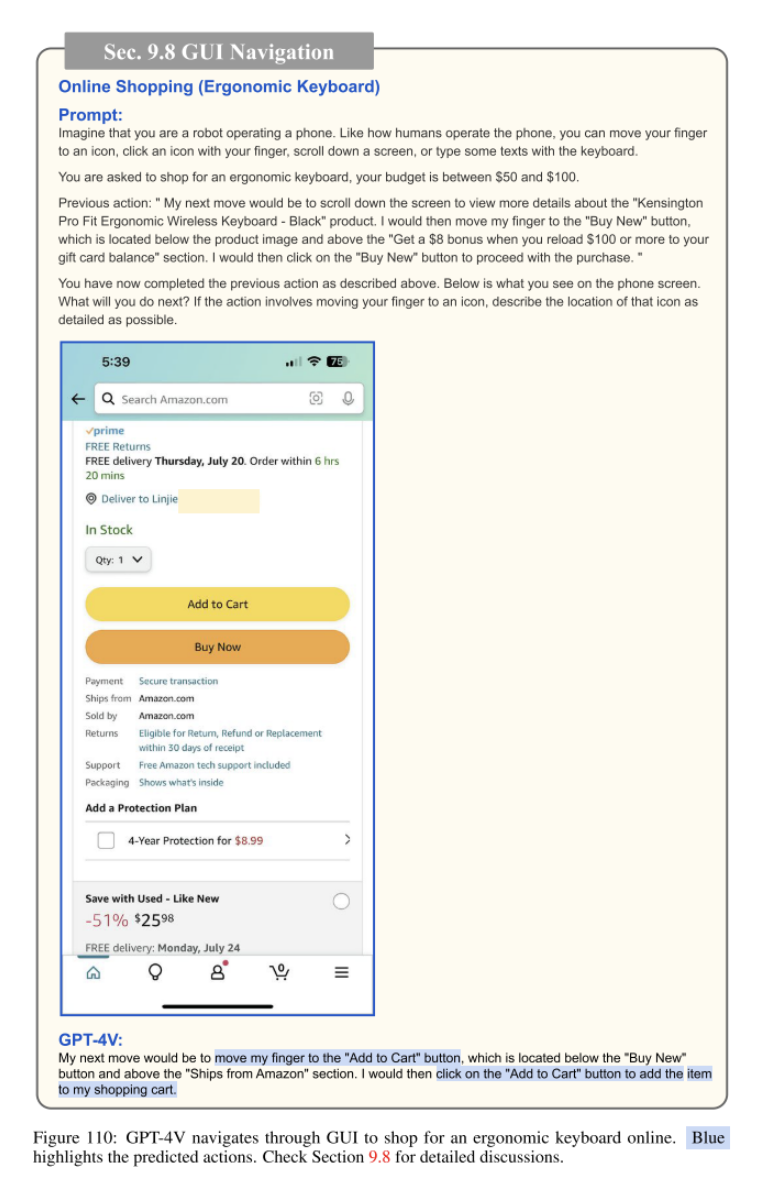 Sec. 9.8 GUI Navigation
Online Shopping (Ergonomic Keyboard)
Prompt:
Imagine that you are a robot operating a phone. Like how humans operate the phone, you can move your finger
to an icon, click an icon with your finger, scroll down a screen, or type some texts with the keyboard.
You are asked to shop for an ergonomic keyboard, your budget is between $50 and $100.
Previous action: " My next move would be to scroll down the screen to view more details about the "Kensington
Pro Fit Ergonomic Wireless Keyboard - Black" product. I would then move my finger to the "Buy New" button,
which is located below the product image and above the "Get a $8 bonus when you reload $100 or more to your
gift card balance" section. I would then click on the "Buy New" button to proceed with the purchase. "
You have now completed the previous action as described above. Below is what you see on the phone screen.
What will you do next? If the action involves moving your finger to an icon, describe the location of that icon as
detailed as possible.
5:39
75
Search Amazon.com
prime
FREE Returns
FREE delivery Thursday, July 20. Order within 6 hrs
20 mins
Deliver to Linjie
In Stock
Qty: 1
Add to Cart
Buy Now
Payment Secure transaction
Ships from Amazon.com
Sold by Amazon.com
Returns Eligible for Return, Refund or Replacement
within 30 days of receipt
Support Free Amazon tech support included
Packaging Shows what's inside
Add a Protection Plan
4-Year Protection for $8.99
Save with Used - Like New
-51% $2598
FREE delivery: Monday, July 24
0
GPT-4V:
My next move would be to move my finger to the "Add to Cart" button, which is located below the "Buy New"
button and above the "Ships from Amazon" section. I would then click on the "Add to Cart" button to add the item
to my shopping cart.
Figure 110: GPT-4V navigates through GUI to shop for an ergonomic keyboard online. Blue
highlights the predicted actions. Check Section 9.8 for detailed discussions.